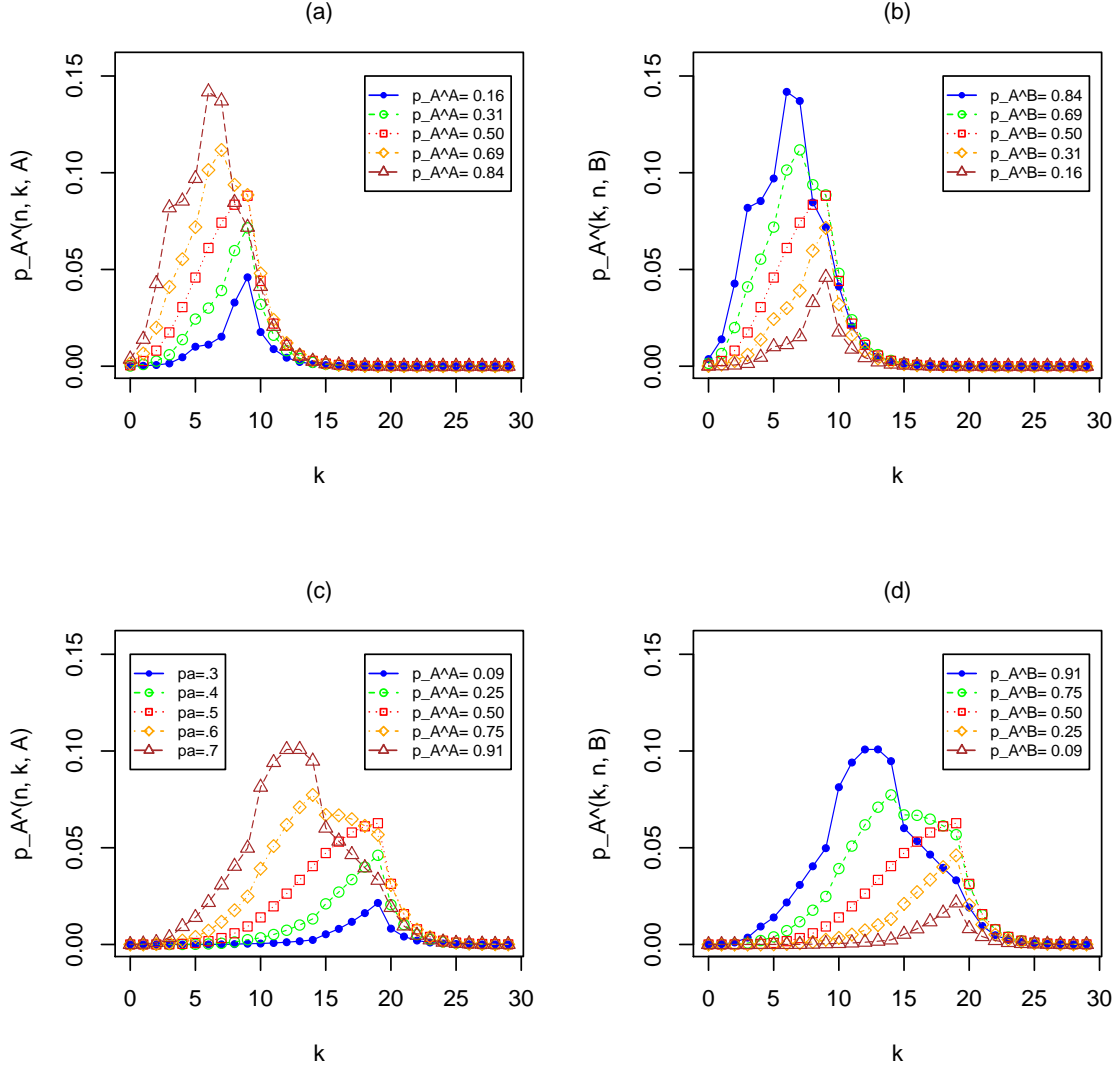 (a)
p_A^(n, k, A)
0.15
0.10
0.05
0.00
p_A^A= 0.16
p_A^A= 0.31
p_A^A= 0.50
p_A^A= 0.69
p_A^A= 0.84
0 5 10 15 20 25 30
k
(b)
p_A^(k, n, B)
0.15
0.10
0.05
0.00
p_A^B= 0.84
p_A^B= 0.69
p_A^B= 0.50
p_A^B= 0.31
p_A^B= 0.16
0 5 10 15 20 25 30
k
(c)
p_A^(n, k, A)
0.15
0.10
0.05
0.00
pa=.3
pa=.4
pa=.5
pa=.6
pa=.7
p_A^A= 0.09
p_A^A= 0.25
p_A^A= 0.50
p_A^A= 0.75
p_A^A= 0.91
0 5 10 15 20 25 30
k
(d)
p_A^(k, n, B)
0.15
0.10
0.05
0.00
p_A^B= 0.91
p_A^B= 0.75
p_A^B= 0.50
p_A^B= 0.25
p_A^B= 0.09
0 5 10 15 20 25 30
k